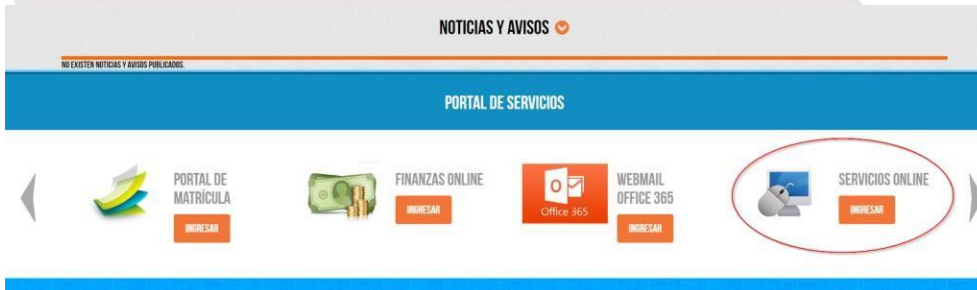 NOTICIAS Y AVISOS
NO EXISTEN NOTICIAS Y AVISOS PUBLICADOS.
PORTAL DE SERVICIOS
PORTAL DE
MATRÍCULA
INGRESAR
FINANZAS ONLINE
INGRESAR
Office 365
WEBMAIL
OFFICE 365
INGRESAR
SERVICIOS ONLINE
INGRESAR